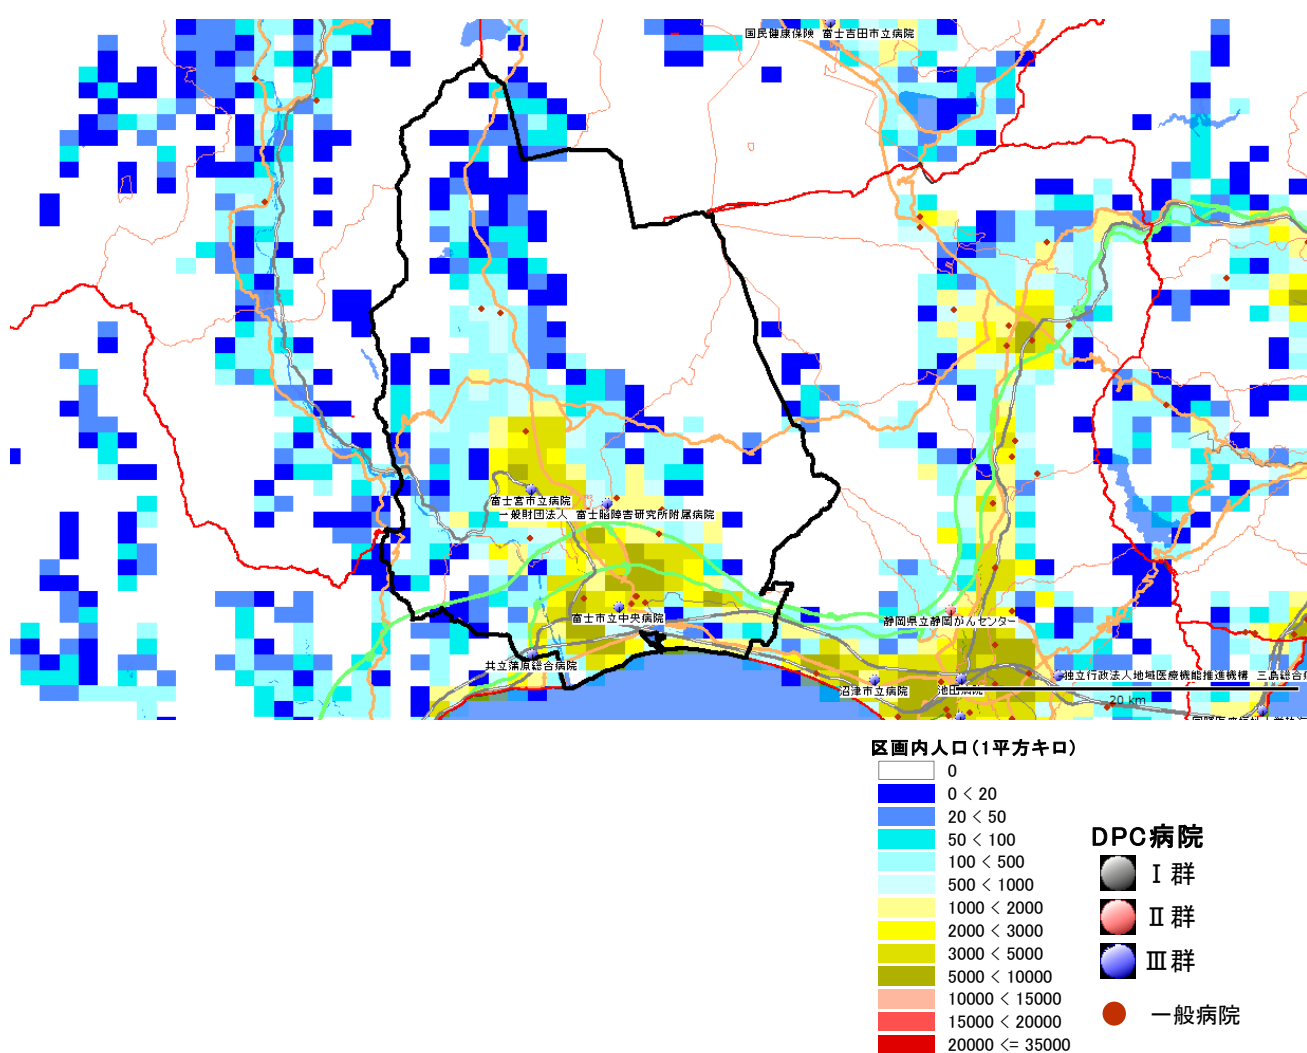 国民健康保険 富士吉田市立病院
富士宮市立病院
一般財団法人 富士脳障害研究所附属病院
富士市立中央病院
静岡県立静岡がんセンター
共立蒲原総合病院
独立行政法人地域医療機能推進機構 三島総合病
沼津市立病院
池田病院
20 km
区画内人口(1平方キロ)
0
0 < 20
20 < 50
50 < 100
100 < 500
500 < 1000
1000 < 2000
2000 < 3000
3000 < 5000
5000 < 10000
10000 < 15000
15000 < 20000
20000 <= 35000
DPC病院
Ⅰ群
Ⅱ群
Ⅲ群
一般病院